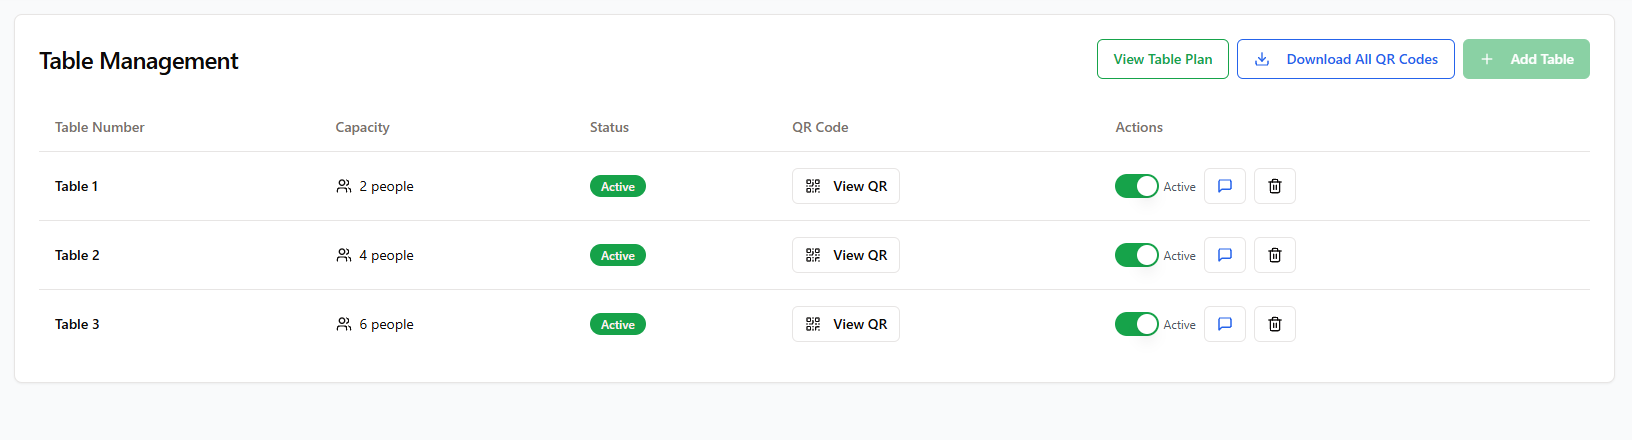 Table Management
View Table Plan
Download All QR Codes
Add Table
Table Number Capacity Status QR Code Actions
Table 1 2 people Active View QR Active
Table 2 4 people Active View QR Active
Table 3 6 people Active View QR Active